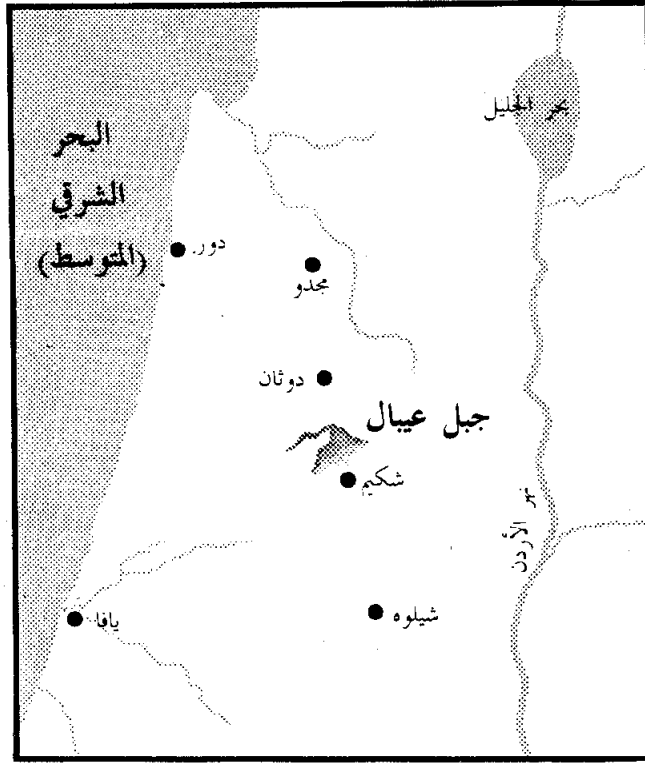 بحر الجليل
البحر
الشرقي
(المتوسط)
دور
مجدو
دوثان
جبل عيبال
شكيم
نهر الأردن
شيلوه
يافا